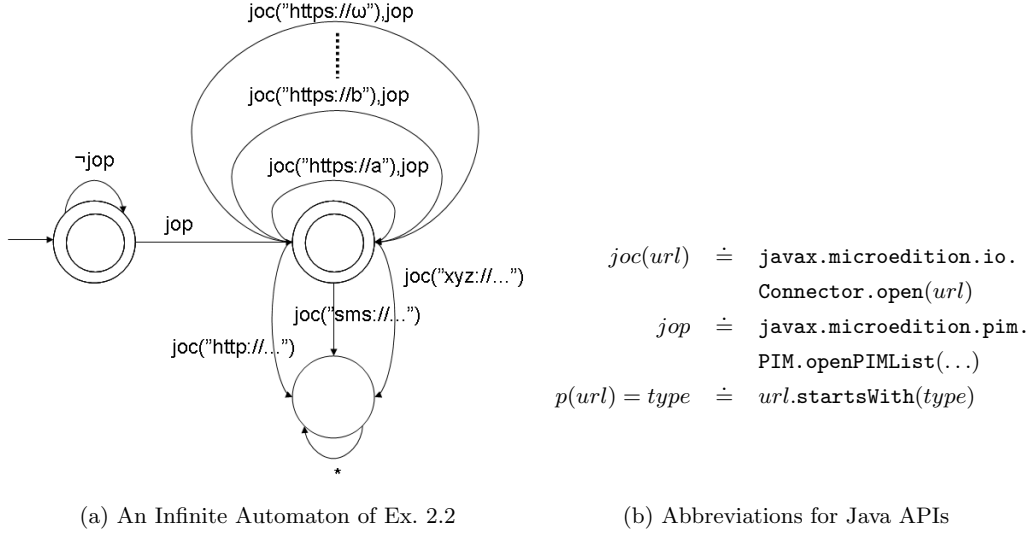 joc("https://ω"),jop
joc("https://b"),jop
¬jop
joc("https://a"),jop
jop
joc("xyz://...")
joc("sms://...")
joc("http://...")
*
(a) An Infinite Automaton of Ex. 2.2
joc(url) ≐ javax.microedition.io.
Connector.open(url)
jop ≐ javax.microedition.pim.
PIM.openPIMList(...)
p(url) = type ≐ url.startsWith(type)
(b) Abbreviations for Java APIs